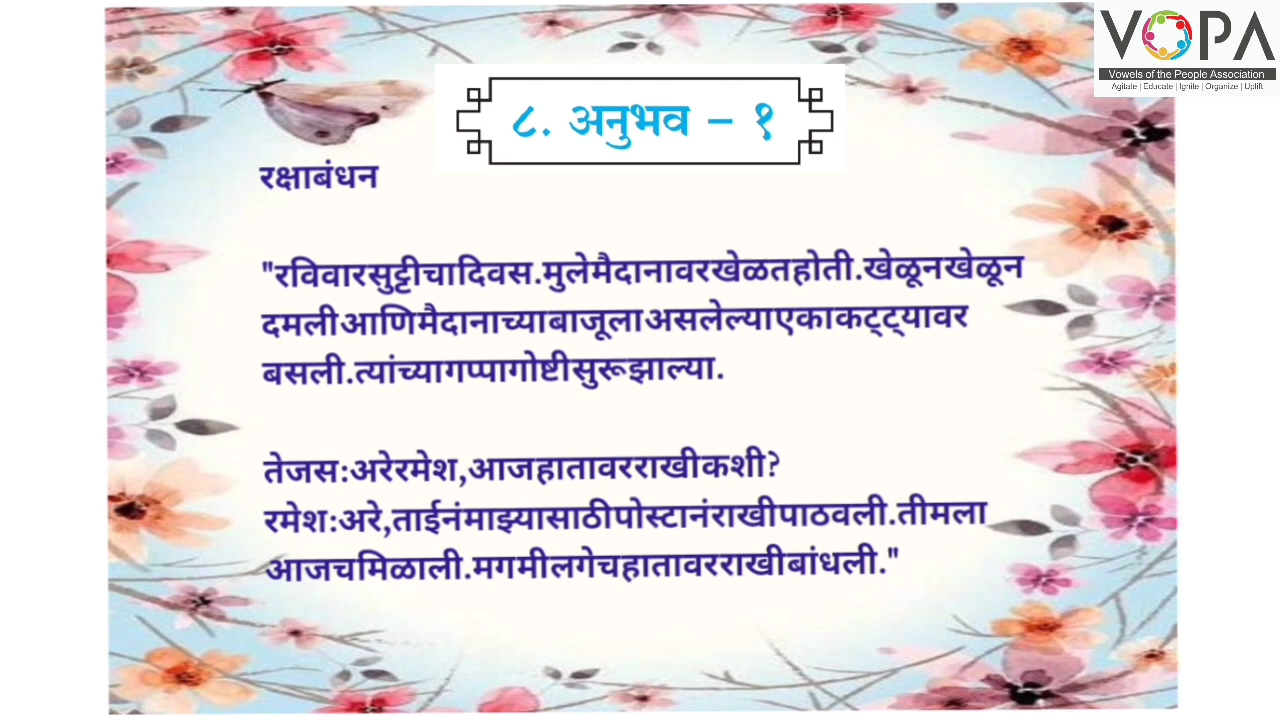 VOPA
Vowels of the People Association
Agitate | Educate | Ignite | Organize | Uplift
८. अनुभव – १
रक्षाबंधन
"रविवारसुट्टीचादिवस.मुलेमैदानावरखेळतहोती.खेळूनखेळून
दमलीआणिमैदानाच्याबाजूलाअसलेल्याएकाकट्ट्यावर
बसली.त्यांच्यागप्पागोष्टीसुरूझाल्या.
तेजस:अरेरमेश,आजहातावरराखीकशी?
रमेश:अरे,ताईनंमाझ्यासाठीपोस्टानंराखीपाठवली.तीमला
आजचमिळाली.मगमीलगेचहातावरराखीबांधली."